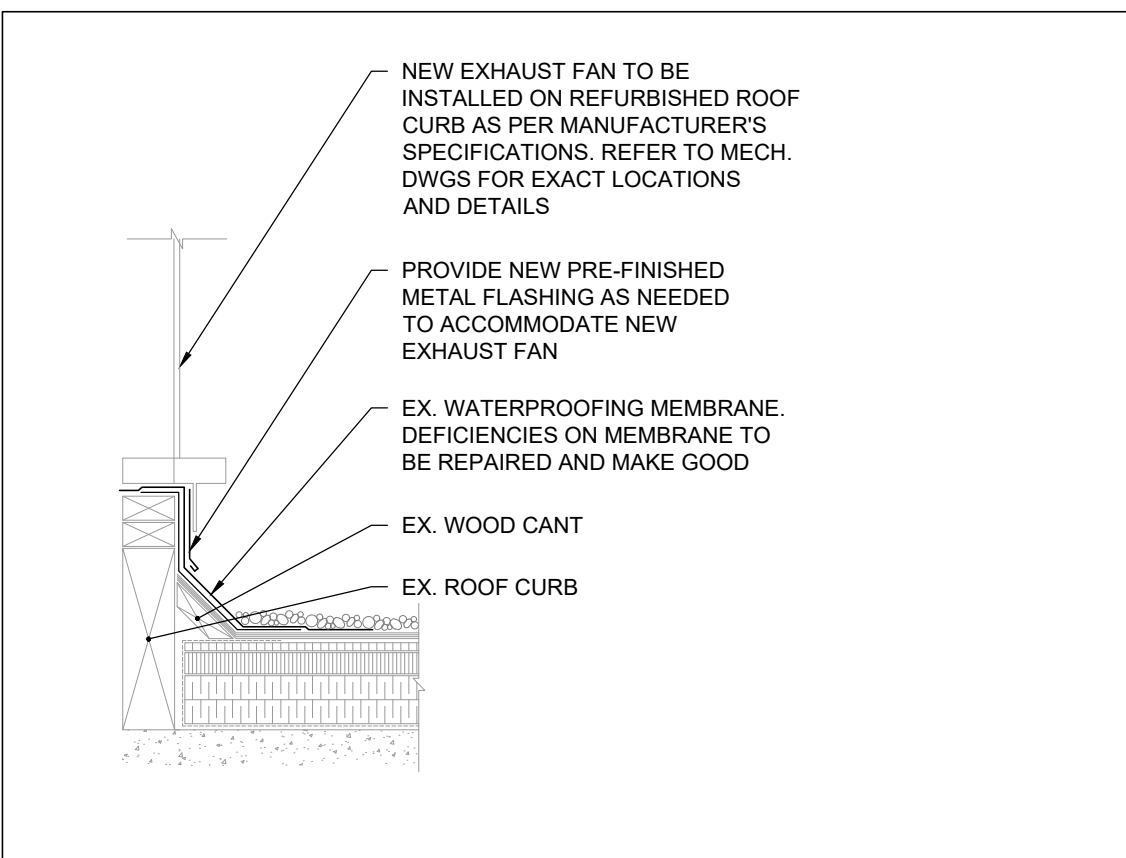 NEW EXHAUST FAN TO BE
INSTALLED ON REFURBISHED ROOF
CURB AS PER MANUFACTURER'S
SPECIFICATIONS. REFER TO MECH.
DWGS FOR EXACT LOCATIONS
AND DETAILS
PROVIDE NEW PRE-FINISHED
METAL FLASHING AS NEEDED
TO ACCOMMODATE NEW
EXHAUST FAN
EX. WATERPROOFING MEMBRANE.
DEFICIENCIES ON MEMBRANE TO
BE REPAIRED AND MAKE GOOD
EX. WOOD CANT
EX. ROOF CURB